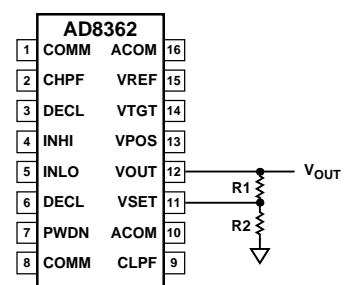 AD8362
1 COMM ACOM 16
2 CHPF VREF 15
3 DECL VTGT 14
4 INHI VPOS 13
5 INLO VOUT 12 VOUT
R1
6 DECL VSET 11
R2
7 PWDN ACOM 10
8 COMM CLPF 9